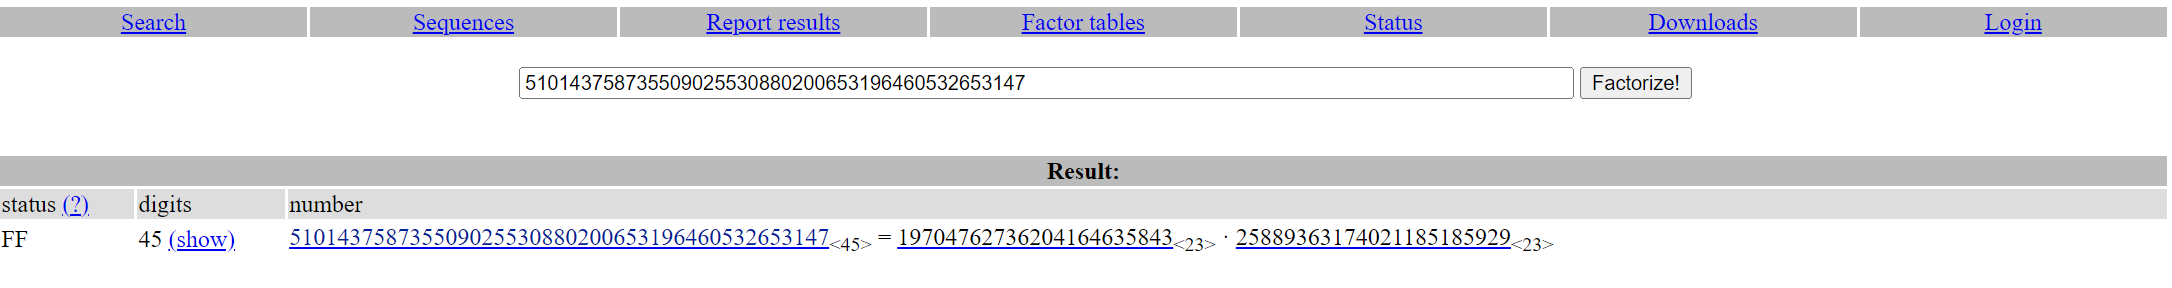 Search Sequences Report results Factor tables Status Downloads Login
510143758735509025530880200653196460532653147 Factorize!
Result:
status (?) digits number
FF 45 (show) 510143758735509025530880200653196460532653147<45> = 19704762736204164635843<23> · 25889363174021185185929<23>